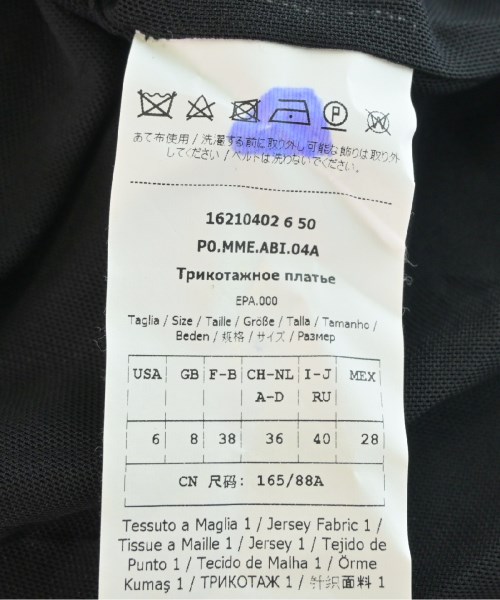 あて布使用 / 洗濯する前に取り外し可能な飾りは取り外
してください / ベルトは洗わないでください。
16210402 6 50
P0.MME.ABI.04A
Трикотажное платье
EPA.000
Taglia / Size / Taille / Größe / Talla / Tamanho /
Beden / 规格 / サイズ / Размер
USA GB F-B CH-NL I-J MEX
A-D RU
6 8 38 36 40 28
CN 尺码: 165/88A
Tessuto a Maglia 1 / Jersey Fabric 1 /
Tissue a Maille 1 / Jersey 1 / Tejido de
Punto 1 / Tecido de Malha 1 / Örme
Kumaş 1 / ТРИКОТАЖ 1 / 针织面料 1